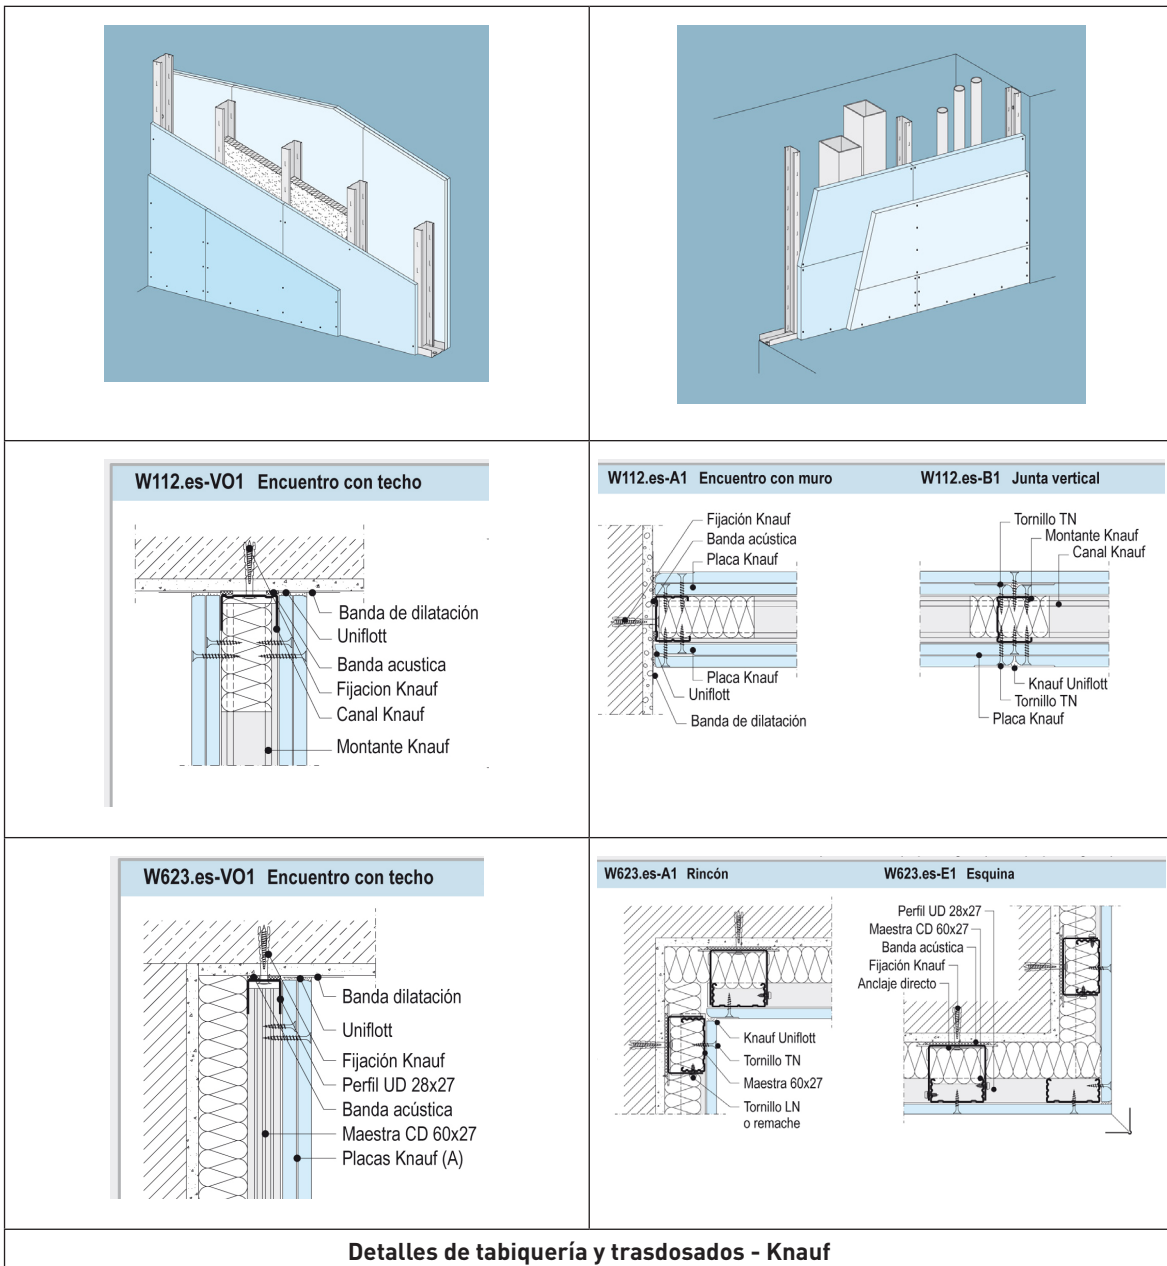 W112.es-VO1 Encuentro con techo
Banda de dilatación
Uniflott
Banda acustica
Fijacion Knauf
Canal Knauf
Montante Knauf
W112.es-A1 Encuentro con muro
Fijación Knauf
Banda acústica
Placa Knauf
Placa Knauf
Uniflott
Banda de dilatación
W112.es-B1 Junta vertical
Tornillo TN
Montante Knauf
Canal Knauf
Knauf Uniflott
Tornillo TN
Placa Knauf
W623.es-VO1 Encuentro con techo
Banda dilatación
Uniflott
Fijación Knauf
Perfil UD 28x27
Banda acústica
Maestra CD 60x27
Placas Knauf (A)
W623.es-A1 Rincón
Knauf Uniflott
Tornillo TN
Maestra 60x27
Tornillo LN
o remache
W623.es-E1 Esquina
Perfil UD 28x27
Maestra CD 60x27
Banda acústica
Fijación Knauf
Anclaje directo
Detalles de tabiquería y trasdosados - Knauf